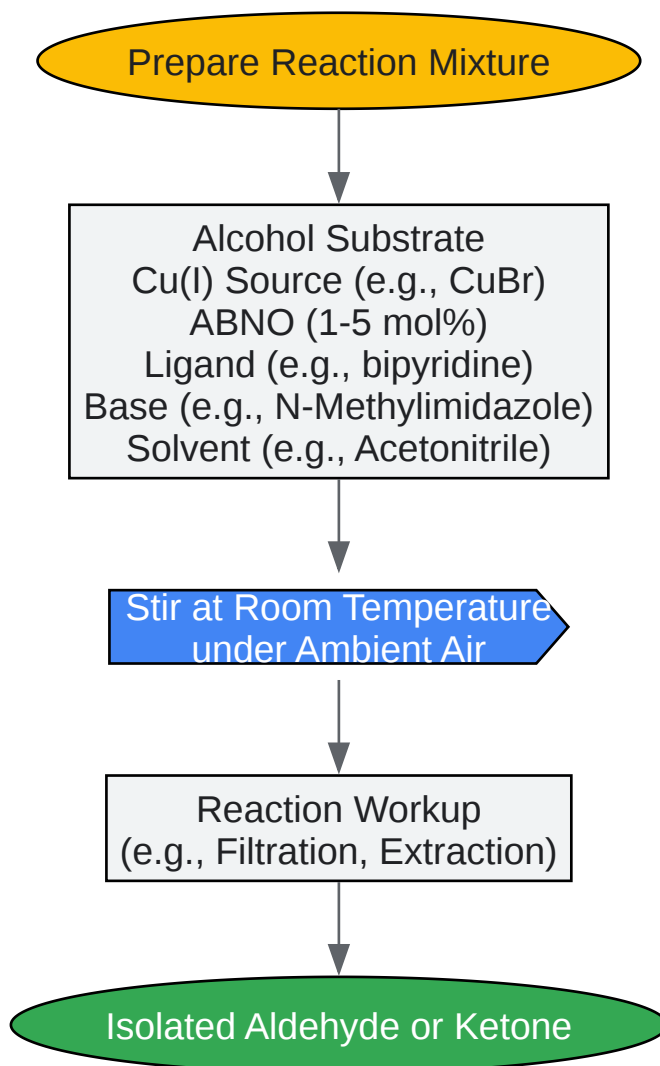 Prepare Reaction Mixture
Alcohol Substrate
Cu(I) Source (e.g., CuBr)
ABNO (1-5 mol%)
Ligand (e.g., bipyridine)
Base (e.g., N-Methylimidazole)
Solvent (e.g., Acetonitrile)
Stir at Room Temperature
under Ambient Air
Reaction Workup
(e.g., Filtration, Extraction)
Isolated Aldehyde or Ketone